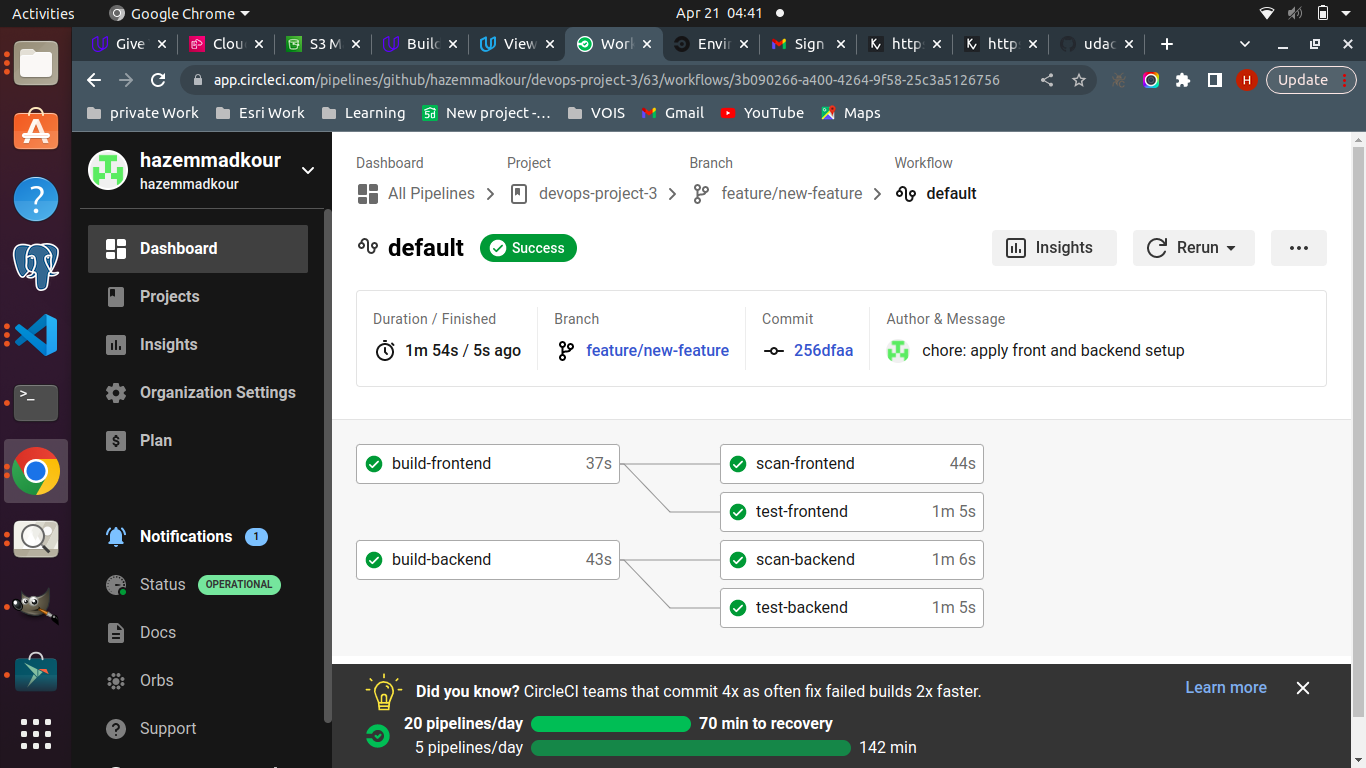 Activities
Google Chrome
Apr 21 04:41
Give
Clou
S3 M
Build
View
Work
Envir
Sign
https
https
udac
Update
app.circleci.com/pipelines/github/hazemmadkour/devops-project-3/63/workflows/3b090266-a400-4264-9f58-25c3a5126756
H
private Work
Esri Work
Learning
New project -...
VOIS
Gmail
YouTube
Maps
hazemmadkour
hazemmadkour
Dashboard
Projects
Insights
Organization Settings
Plan
Notifications 1
Status OPERATIONAL
Docs
Orbs
Support
Dashboard Project Branch Workflow
All Pipelines devops-project-3 feature/new-feature default
default Success Insights Rerun
Duration / Finished Branch Commit Author & Message
1m 54s / 5s ago feature/new-feature 256dfaa chore: apply front and backend setup
build-frontend 37s scan-frontend 44s
test-frontend 1m 5s
build-backend 43s scan-backend 1m 6s
test-backend 1m 5s
Did you know? CircleCI teams that commit 4x as often fix failed builds 2x faster. Learn more
20 pipelines/day 70 min to recovery
5 pipelines/day 142 min